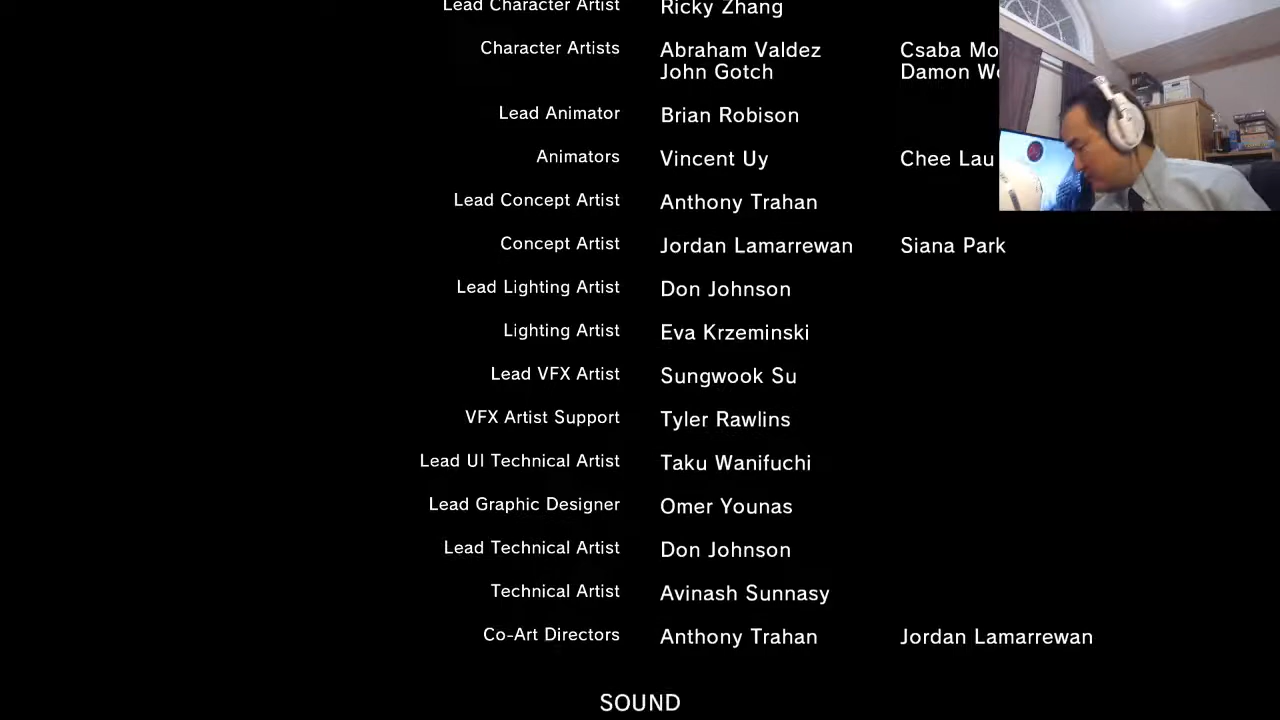 Lead Character Artist Ricky Zhang
Character Artists Abraham Valdez Csaba
John Gotch Damon
Lead Animator Brian Robison
Animators Vincent Uy Chee Lau
Lead Concept Artist Anthony Trahan
Concept Artist Jordan Lamarrewan Siana Park
Lead Lighting Artist Don Johnson
Lighting Artist Eva Krzeminski
Lead VFX Artist Sungwook Su
VFX Artist Support Tyler Rawlins
Lead UI Technical Artist Taku Wanifuchi
Lead Graphic Designer Omer Younas
Lead Technical Artist Don Johnson
Technical Artist Avinash Sunnasy
Co-Art Directors Anthony Trahan Jordan Lamarrewan
SOUND